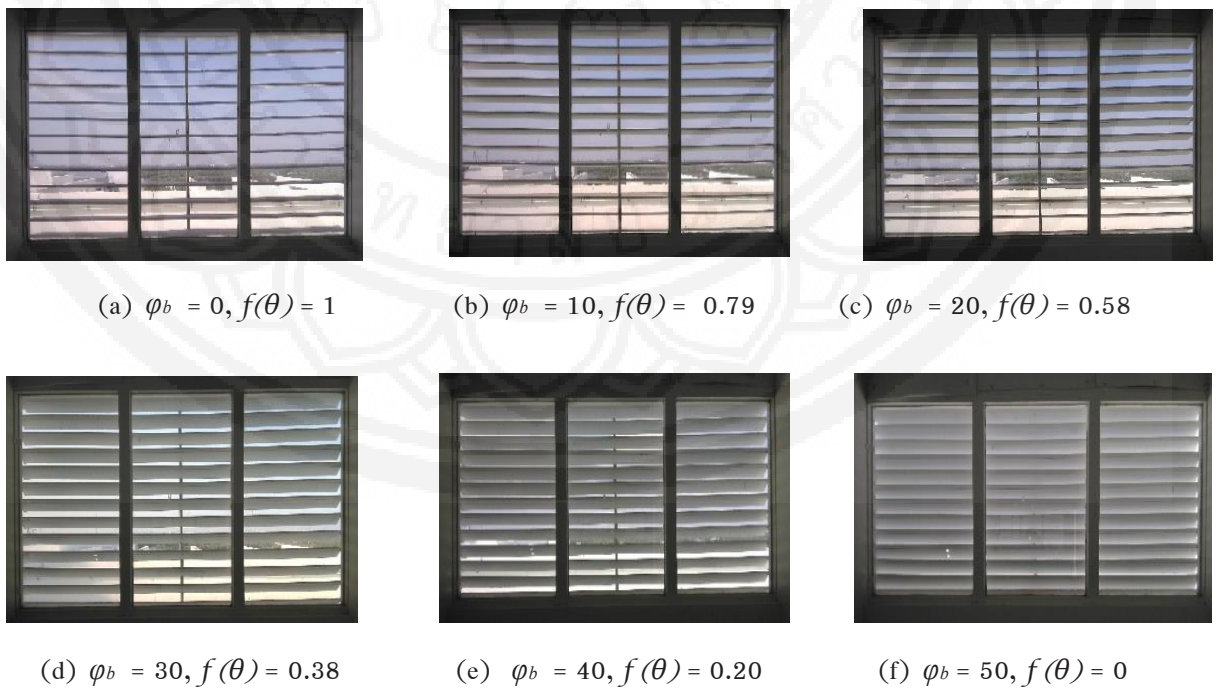 (a) φb = 0, f(θ) = 1
(b) φb = 10, f(θ) = 0.79
(c) φb = 20, f(θ) = 0.58
(d) φb = 30, f(θ) = 0.38
(e) φb = 40, f(θ) = 0.20
(f) φb = 50, f(θ) = 0